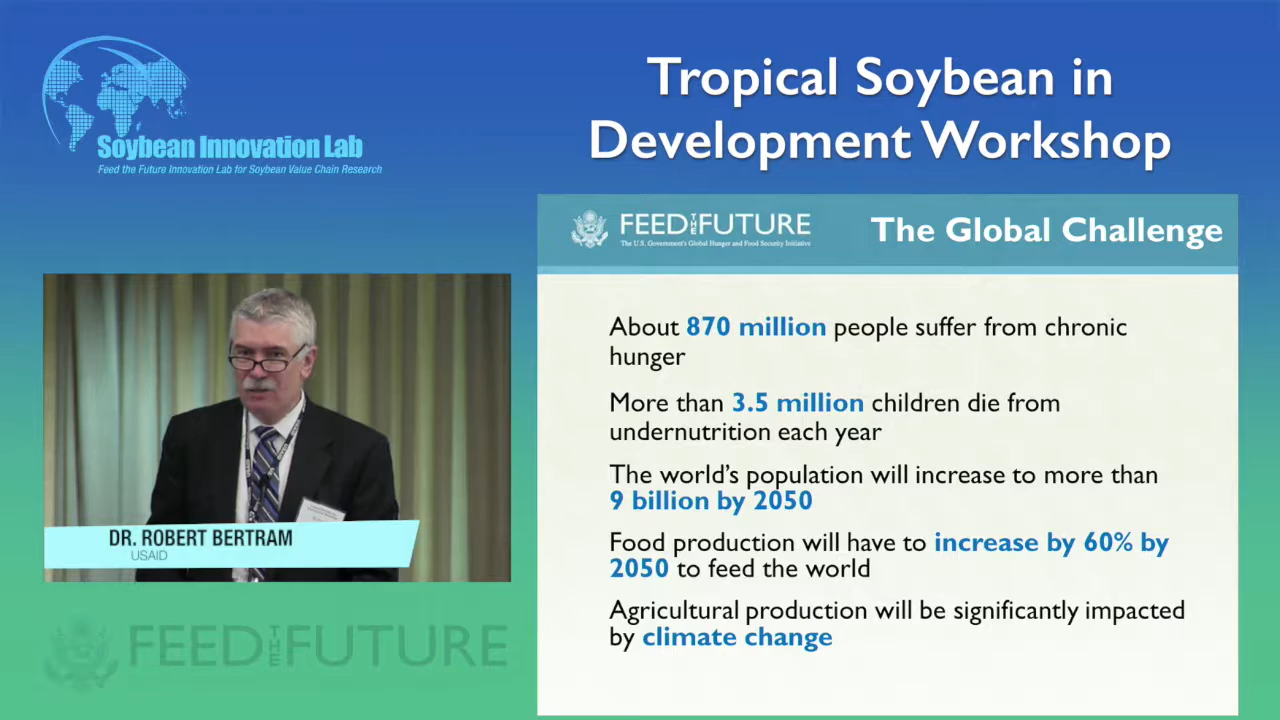 Soybean Innovation Lab
Feed the Future Innovation Lab for Soybean Value Chain Research
Tropical Soybean in
Development Workshop
FEED THE FUTURE
The U.S. Government's Global Hunger and Food Security Initiative
The Global Challenge
About 870 million people suffer from chronic
hunger
More than 3.5 million children die from
undernutrition each year
The world's population will increase to more than
9 billion by 2050
Food production will have to increase by 60% by
2050 to feed the world
Agricultural production will be significantly impacted
by climate change
DR. ROBERT BERTRAM
USAID
FEED THE FUTURE